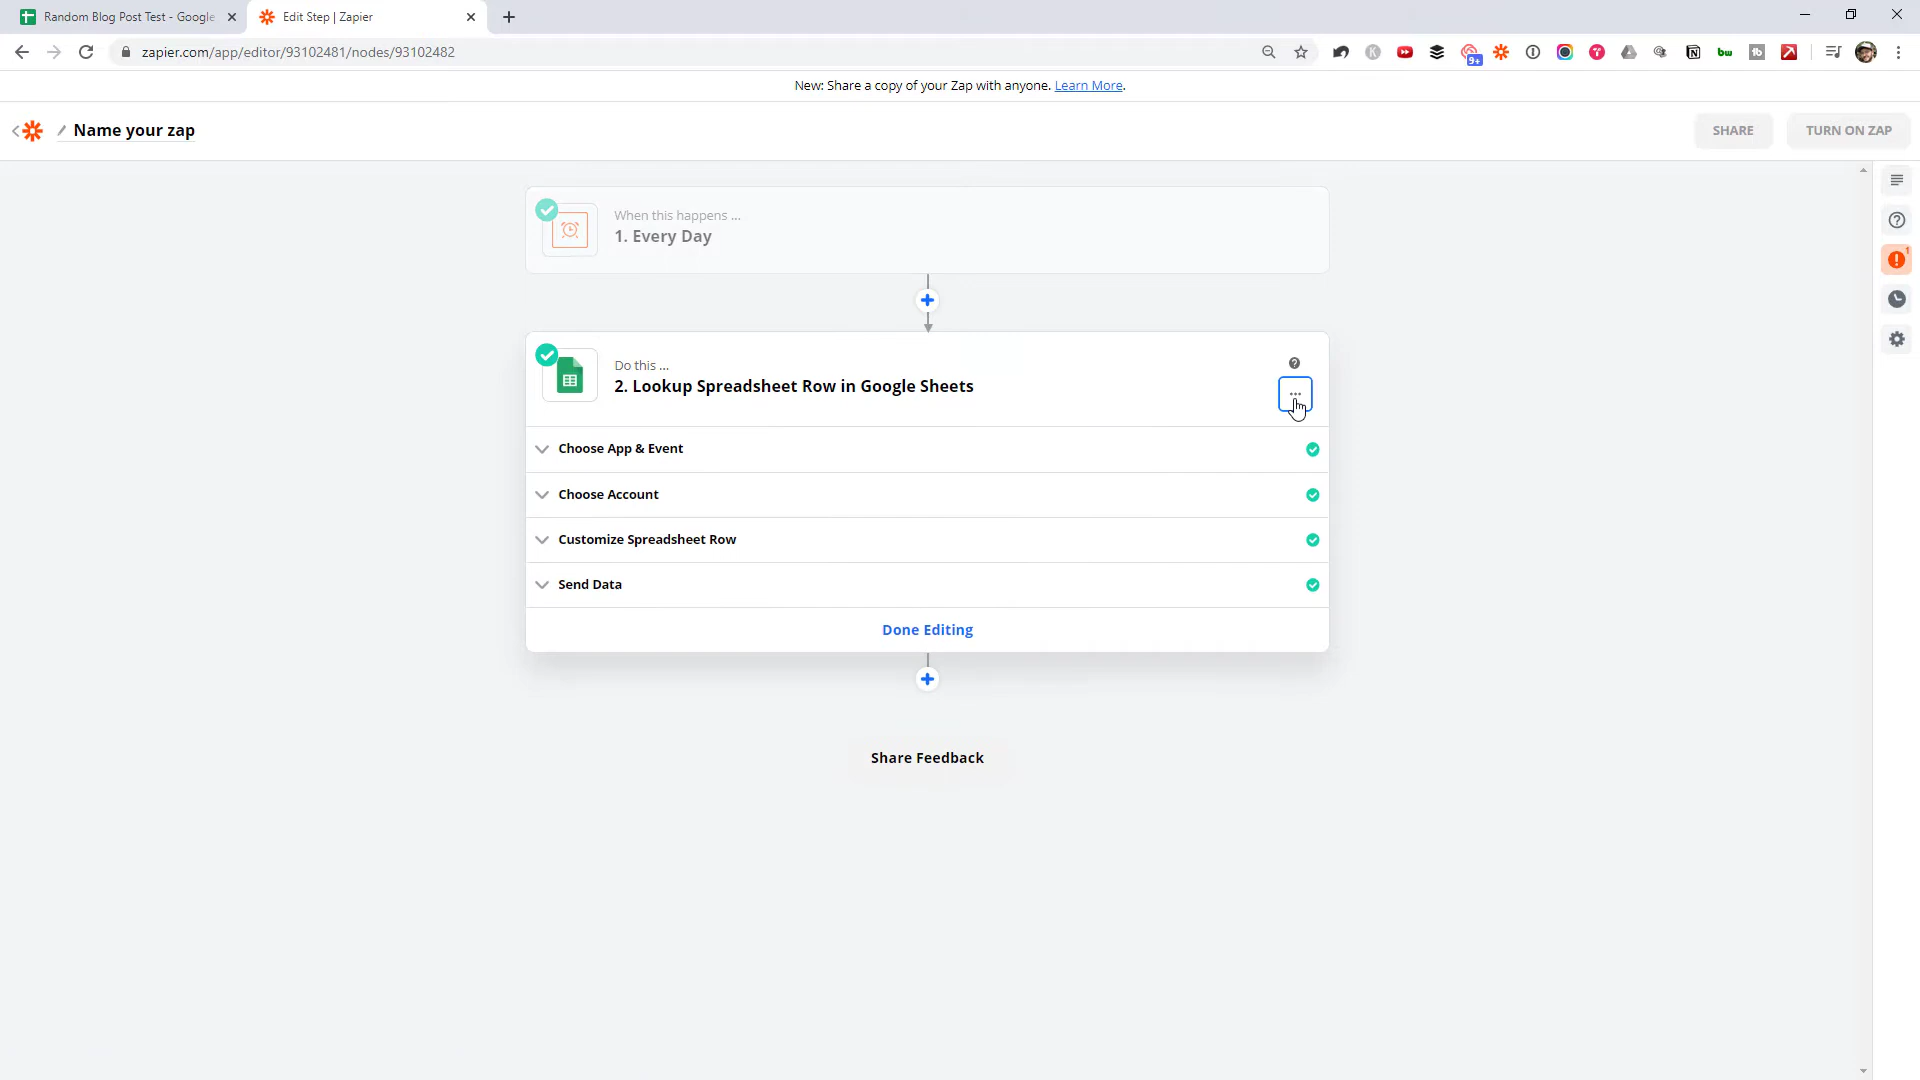 Random Blog Post Test - Google
Edit Step | Zapier
zapier.com/app/editor/93102481/nodes/93102482
9+
New: Share a copy of your Zap with anyone. Learn More.
Name your zap
SHARE
TURN ON ZAP
When this happens ...
1. Every Day
1
Do this ...
2. Lookup Spreadsheet Row in Google Sheets
Choose App & Event
Choose Account
Customize Spreadsheet Row
Send Data
Done Editing
Share Feedback